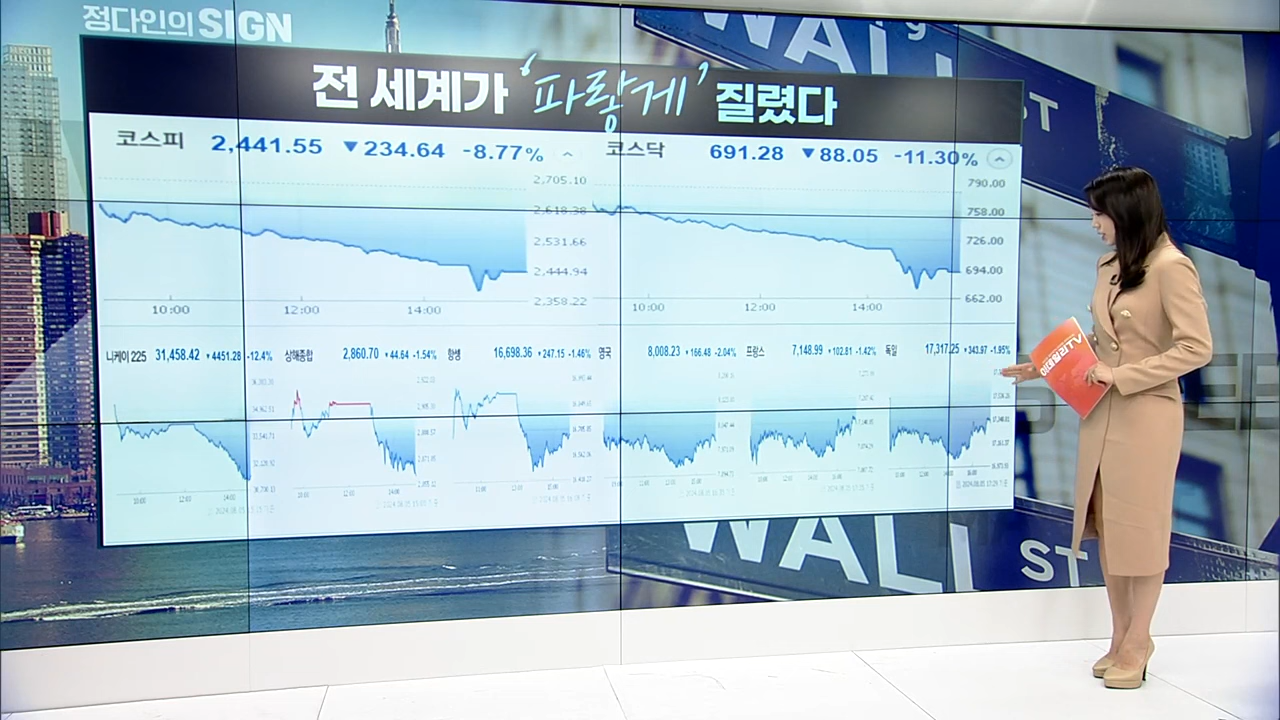 정다인의 SIGN
전 세계가 '파랗게' 질렸다
코스피 2,441.55 ▼234.64 -8.77%
코스닥 691.28 ▼88.05 -11.30%
2,705.10
2,618.38
2,531.66
2,444.94
2,358.22
10:00 12:00 14:00
790.00
758.00
726.00
694.00
662.00
10:00 12:00 14:00
니케이 225 31,458.42 ▼4451.28 -12.4%
상해종합 2,860.70 ▼44.64 -1.54%
항셍 16,698.36 ▼247.15 -1.46%
영국 8,008.23 ▼166.48 -2.04%
프랑스 7,148.99 ▼102.81 -1.42%
독일 17,317.25 ▼343.97 -1.95%
이데일리TV
WALL
ST
WALL ST